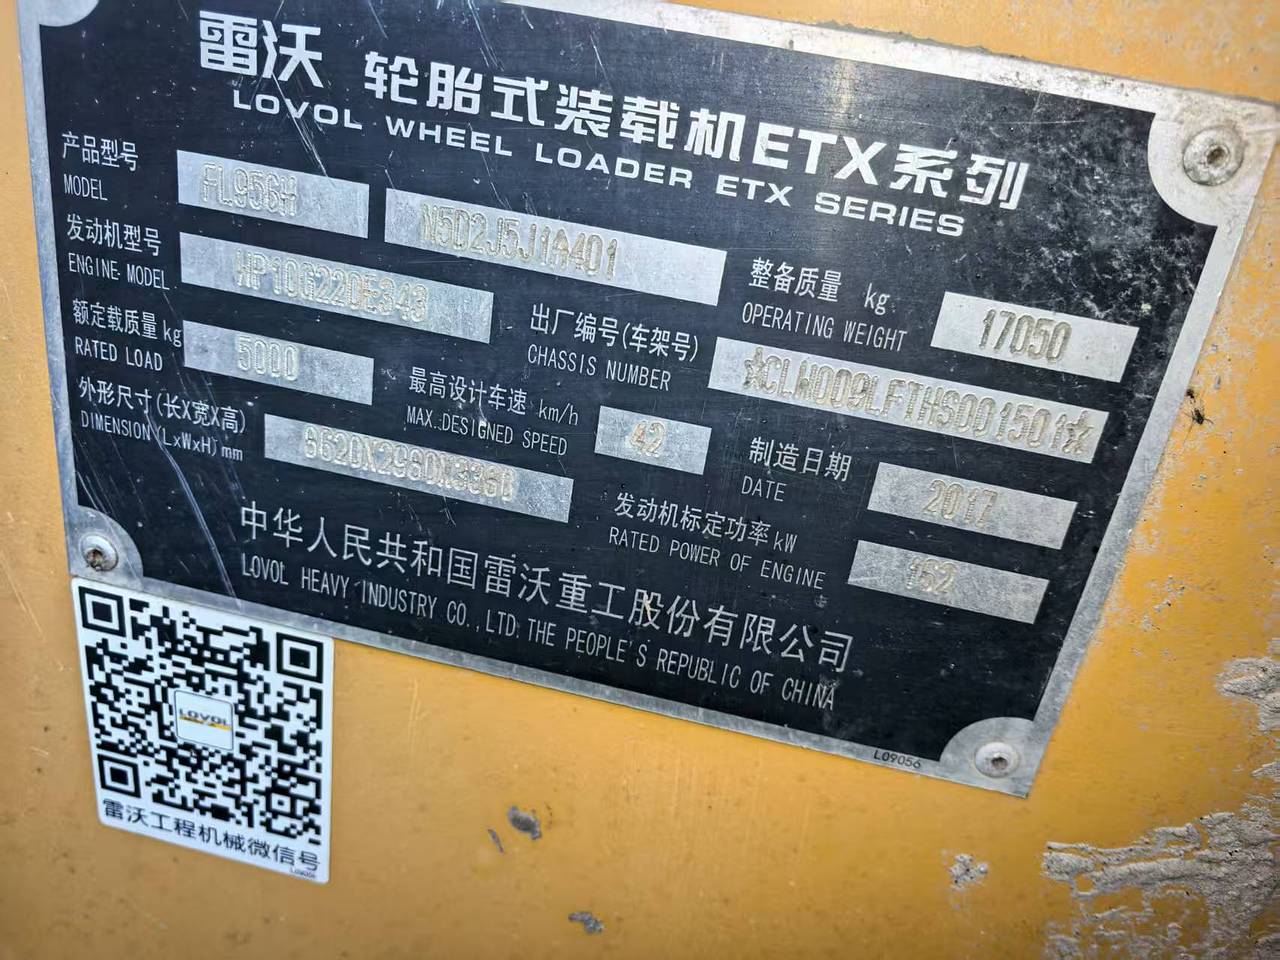 雷沃 轮胎式装载机ETX系列
LOVOL WHEEL LOADER ETX SERIES
产品型号
MODEL
FL956H
N5D2J5J1A401
发动机型号
ENGINE MODEL
WP10G220E343
整备质量 kg
OPERATING WEIGHT
17050
额定载质量 kg
RATED LOAD
5000
出厂编号(车架号)
CHASSIS NUMBER
☆CLW009LFTHS001501☆
外形尺寸(长X宽X高)
DIMENSION(LxWxH)mm
最高设计车速 km/h
MAX.DESIGNED SPEED
42
制造日期
DATE
2017
发动机标定功率kW
RATED POWER OF ENGINE
162
中华人民共和国雷沃重工股份有限公司
LOVOL HEAVY INDUSTRY CO.,LTD.THE PEOPLE'S REPUBLIC OF CHINA
L09056
LOVOL
雷沃工程机械微信号